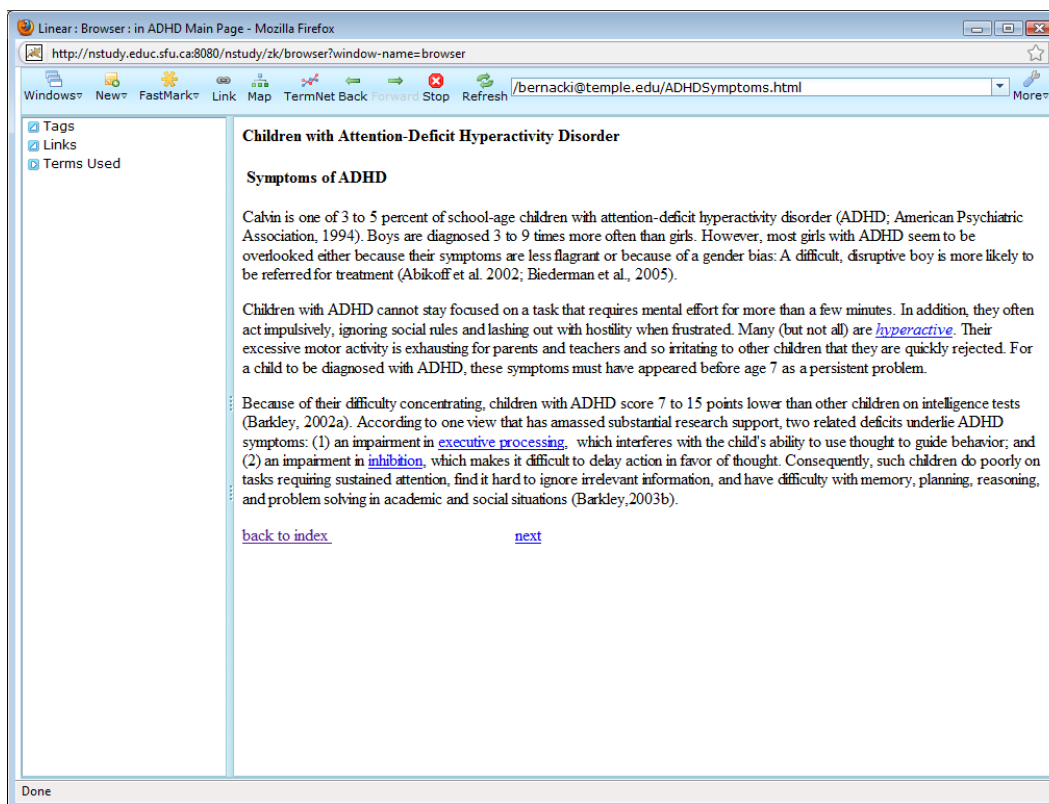 Linear : Browser : in ADHD Main Page - Mozilla Firefox
http://nstudy.educ.sfu.ca:8080/nstudy/zk/browser?window-name=browser
Windows▿ New▿ FastMark▿ Link Map TermNet Back Forward Stop Refresh /bernacki@temple.edu/ADHDSymptoms.html More▿
Tags
Links
Terms Used
Children with Attention-Deficit Hyperactivity Disorder
Symptoms of ADHD
Calvin is one of 3 to 5 percent of school-age children with attention-deficit hyperactivity disorder (ADHD; American Psychiatric
Association, 1994). Boys are diagnosed 3 to 9 times more often than girls. However, most girls with ADHD seem to be
overlooked either because their symptoms are less flagrant or because of a gender bias: A difficult, disruptive boy is more likely to
be referred for treatment (Abikoff et al. 2002; Biederman et al., 2005).
Children with ADHD cannot stay focused on a task that requires mental effort for more than a few minutes. In addition, they often
act impulsively, ignoring social rules and lashing out with hostility when frustrated. Many (but not all) are hyperactive. Their
excessive motor activity is exhausting for parents and teachers and so irritating to other children that they are quickly rejected. For
a child to be diagnosed with ADHD, these symptoms must have appeared before age 7 as a persistent problem.
Because of their difficulty concentrating, children with ADHD score 7 to 15 points lower than other children on intelligence tests
(Barkley, 2002a). According to one view that has amassed substantial research support, two related deficits underlie ADHD
symptoms: (1) an impairment in executive processing, which interferes with the child's ability to use thought to guide behavior; and
(2) an impairment in inhibition, which makes it difficult to delay action in favor of thought. Consequently, such children do poorly on
tasks requiring sustained attention, find it hard to ignore irrelevant information, and have difficulty with memory, planning, reasoning,
and problem solving in academic and social situations (Barkley,2003b).
back to index next
Done